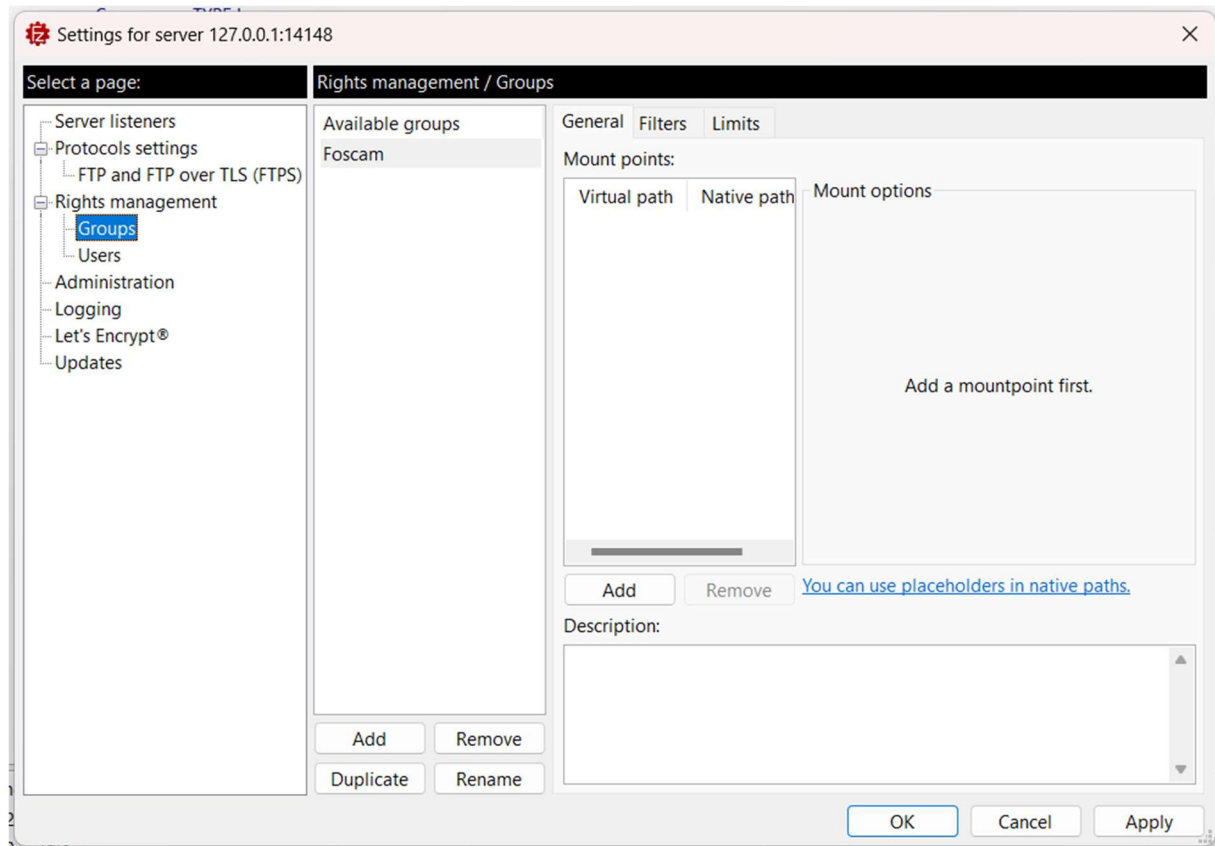 Settings for server 127.0.0.1:14148
Select a page:
Rights management / Groups
Server listeners
Protocols settings
FTP and FTP over TLS (FTPS)
Rights management
Groups
Users
Administration
Logging
Let's Encrypt®
Updates
Available groups
Foscam
Add
Remove
Duplicate
Rename
General
Filters
Limits
Mount points:
Virtual path
Native path
Mount options
Add a mountpoint first.
Add
Remove
You can use placeholders in native paths.
Description:
OK
Cancel
Apply